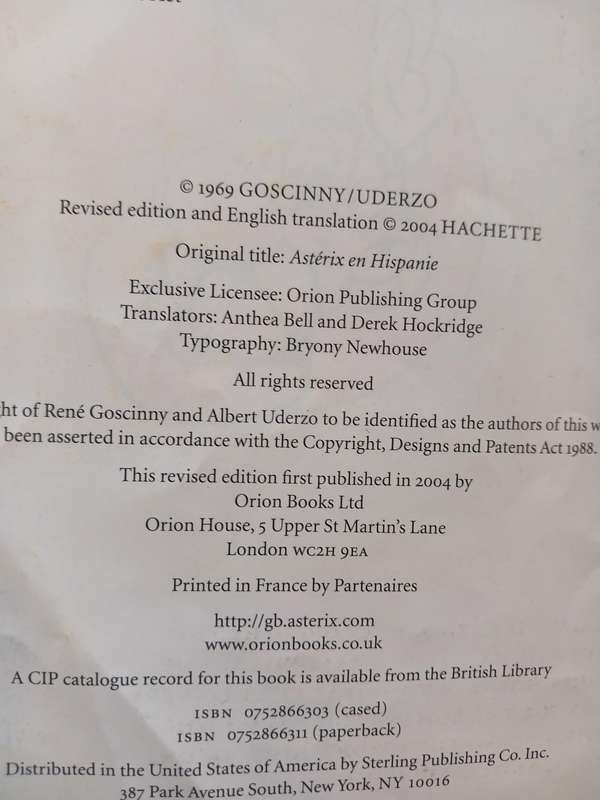 © 1969 GOSCINNY/UDERZO
Revised edition and English translation © 2004 HACHETTE
Original title: Astérix en Hispanie
Exclusive Licensee: Orion Publishing Group
Translators: Anthea Bell and Derek Hockridge
Typography: Bryony Newhouse
All rights reserved
ht of René Goscinny and Albert Uderzo to be identified as the authors of this w
been asserted in accordance with the Copyright, Designs and Patents Act 1988.
This revised edition first published in 2004 by
Orion Books Ltd
Orion House, 5 Upper St Martin's Lane
London WC2H 9EA
Printed in France by Partenaires
http://gb.asterix.com
www.orionbooks.co.uk
A CIP catalogue record for this book is available from the British Library
ISBN 0752866303 (cased)
ISBN 0752866311 (paperback)
Distributed in the United States of America by Sterling Publishing Co. Inc.
387 Park Avenue South, New York, NY 10016